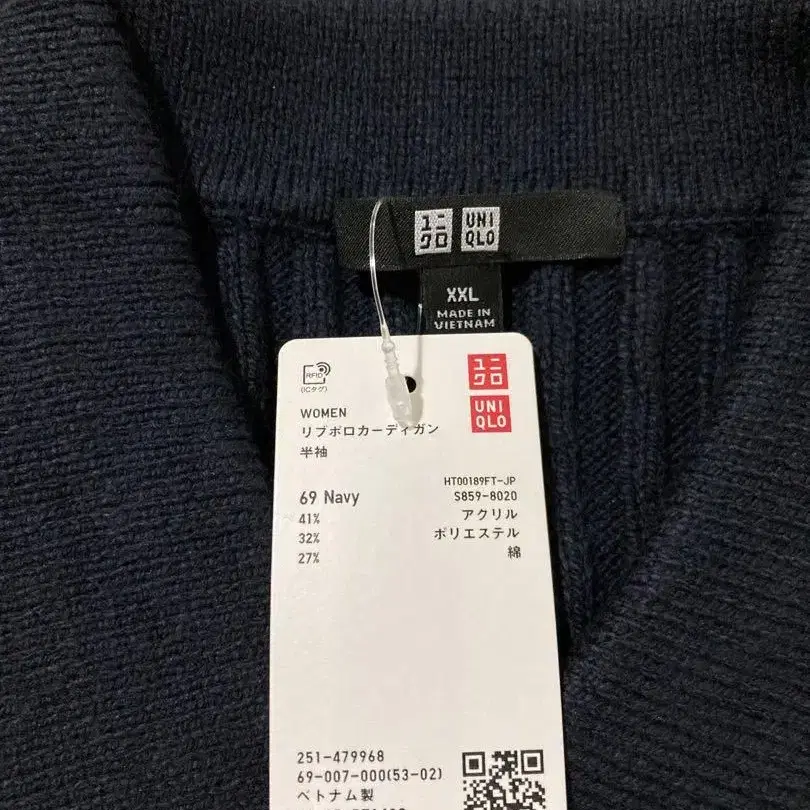 ユニ
クロ
UNI
QLO
XXL
MADE IN
VIETNAM
RFID
(ICタグ)
ユニ
クロ
UNI
QLO
WOMEN
リブポロカーディガン
半袖
HT00189FT-JP
69 Navy
S859-8020
41% アクリル
32% ポリエステル
27% 綿
251-479968
69-007-000(53-02)
ベトナム製